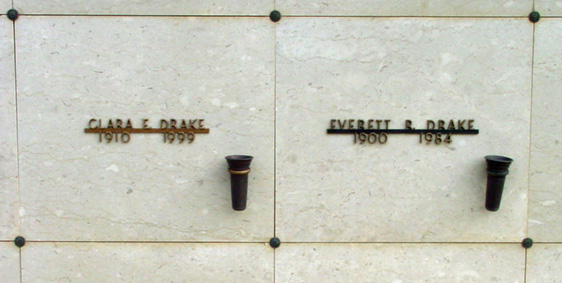 CLARA E. DRAKE
1910 1999
EVERETT R. DRAKE
1900 1984